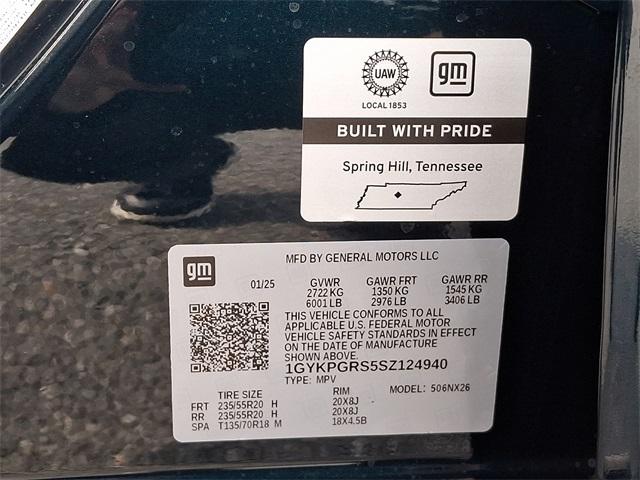 UAW
gm
LOCAL 1853
BUILT WITH PRIDE
Spring Hill, Tennessee
gm
MFD BY GENERAL MOTORS LLC
01/25 GVWR GAWR FRT GAWR RR
2722 KG 1350 KG 1545 KG
6001 LB 2976 LB 3406 LB
THIS VEHICLE CONFORMS TO ALL
APPLICABLE U.S. FEDERAL MOTOR
VEHICLE SAFETY STANDARDS IN EFFECT
ON THE DATE OF MANUFACTURE
SHOWN ABOVE.
1GYKPGRS5SZ124940
TYPE: MPV MODEL: 506NX26
TIRE SIZE RIM
FRT 235/55R20 H 20X8J
RR 235/55R20 H 20X8J
SPA T135/70R18 M 18X4.5B